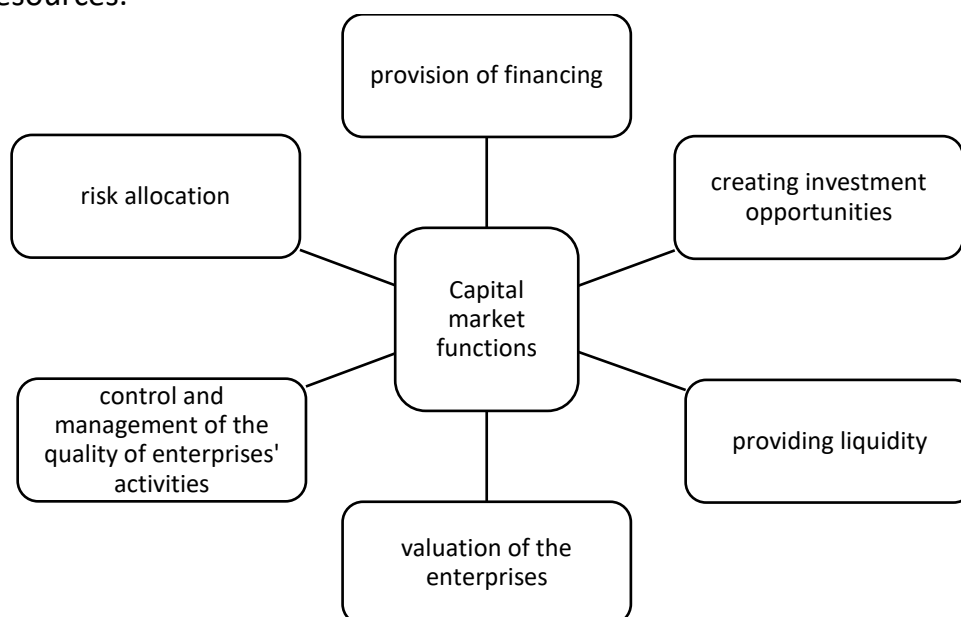 esources.
provision of financing
risk allocation
creating investment
opportunities
Capital
market
functions
control and
management of the
quality of enterprises'
activities
providing liquidity
valuation of the
enterprises